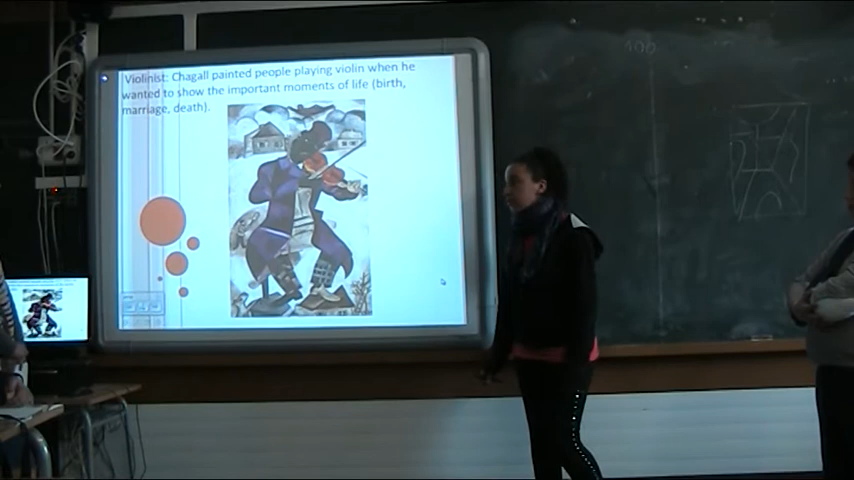 Violinist: Chagall painted people playing violin when he
wanted to show the important moments of life (birth,
marriage, death).
100